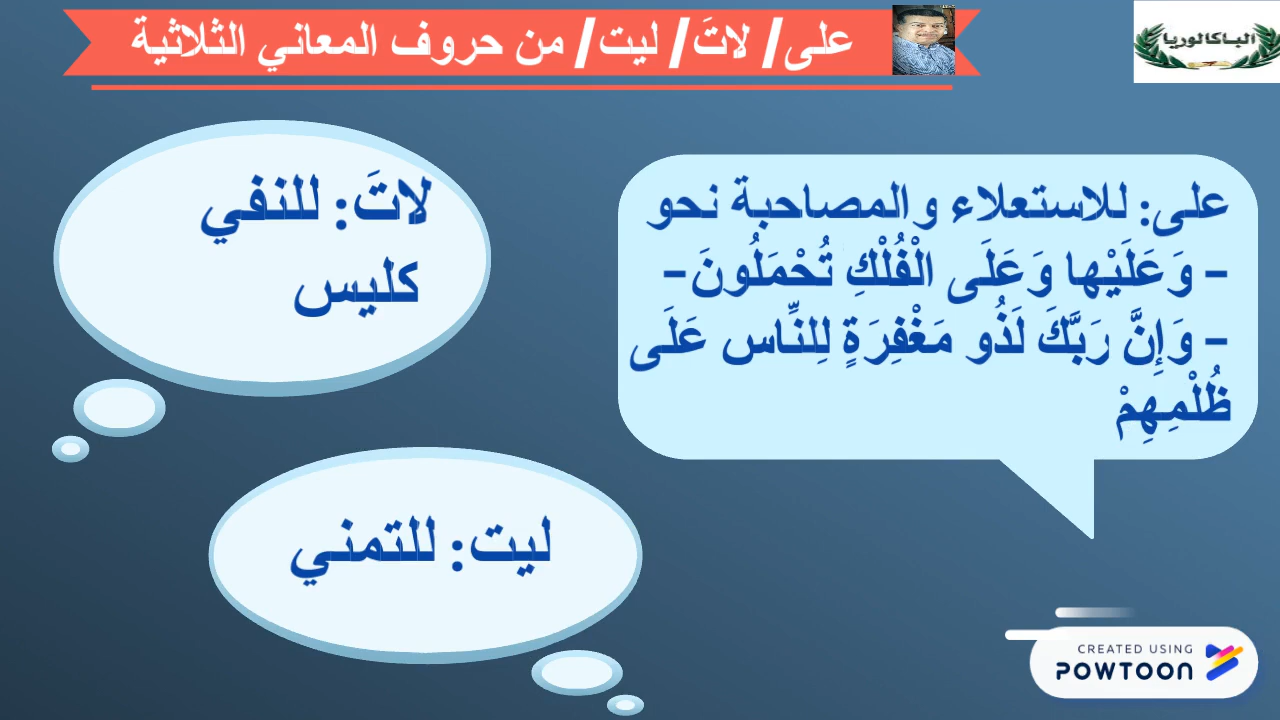 على/ لاتَ/ ليت/ من حروف المعاني الثلاثية
الباكالوريا
على: للاستعلاء والمصاحبة نحو
- وَعَلَيْها وَعَلَى الْفُلْكِ تُحْمَلُونَ-
- وَإِنَّ رَبَّكَ لَذُو مَغْفِرَةٍ لِلنَّاس عَلَى
ظُلْمِهِمْ
لاتَ: للنفي
كليس
ليت: للتمني
CREATED USING
POWTOON